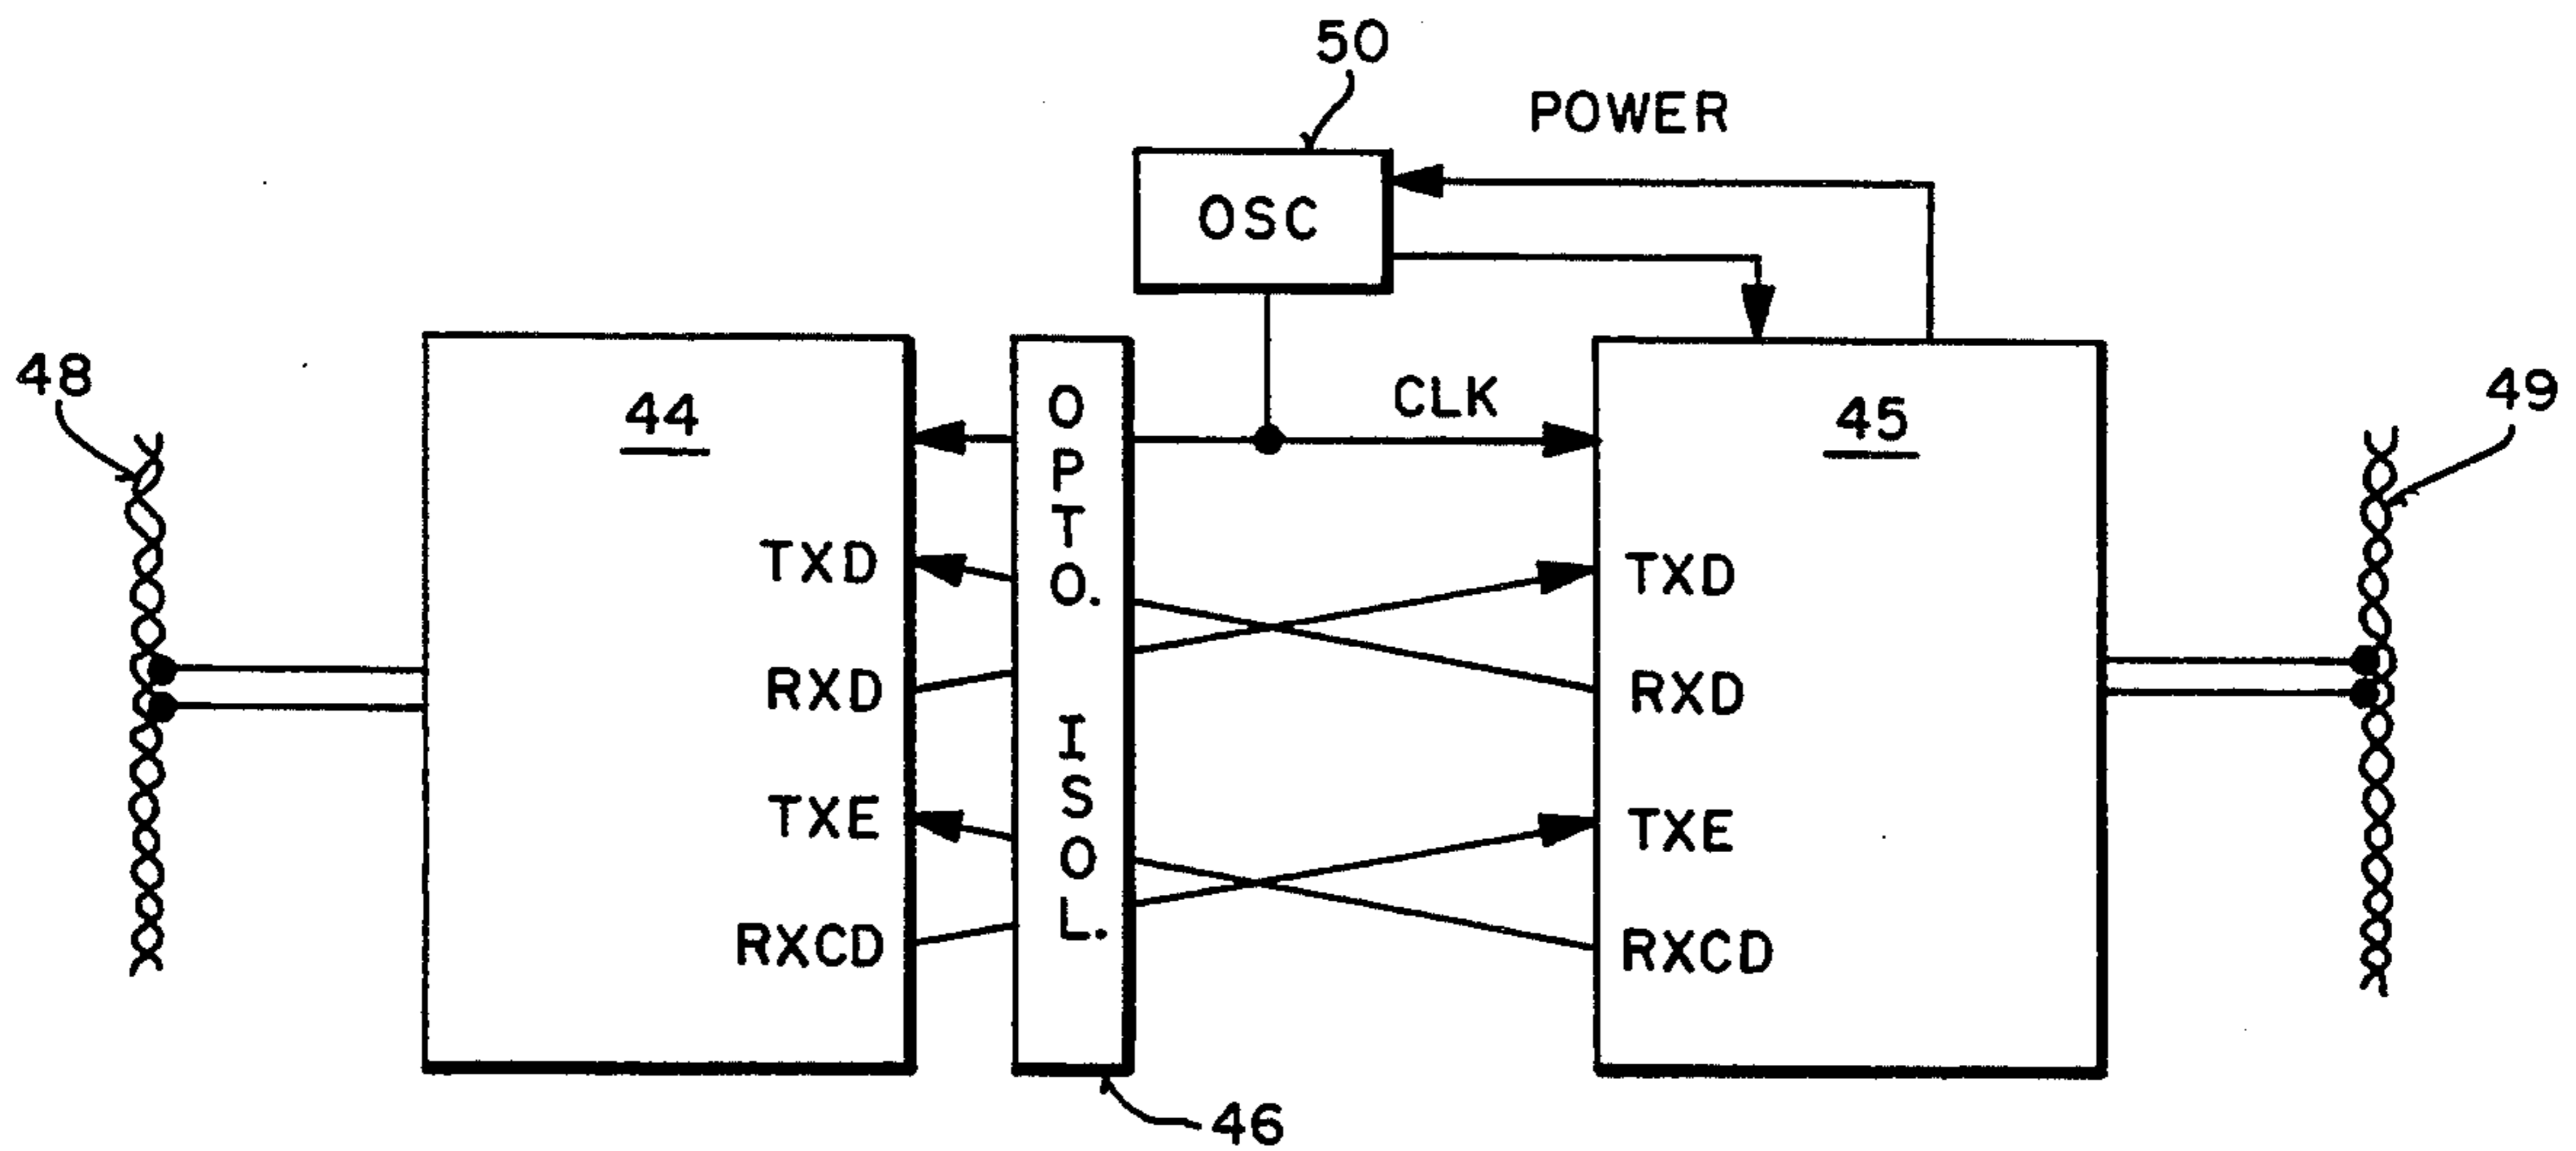 50
POWER
OSC
48
44
OPTO. ISOL.
CLK
45
49
TXD
TXD
RXD
RXD
TXE
TXE
RXCD
RXCD
46